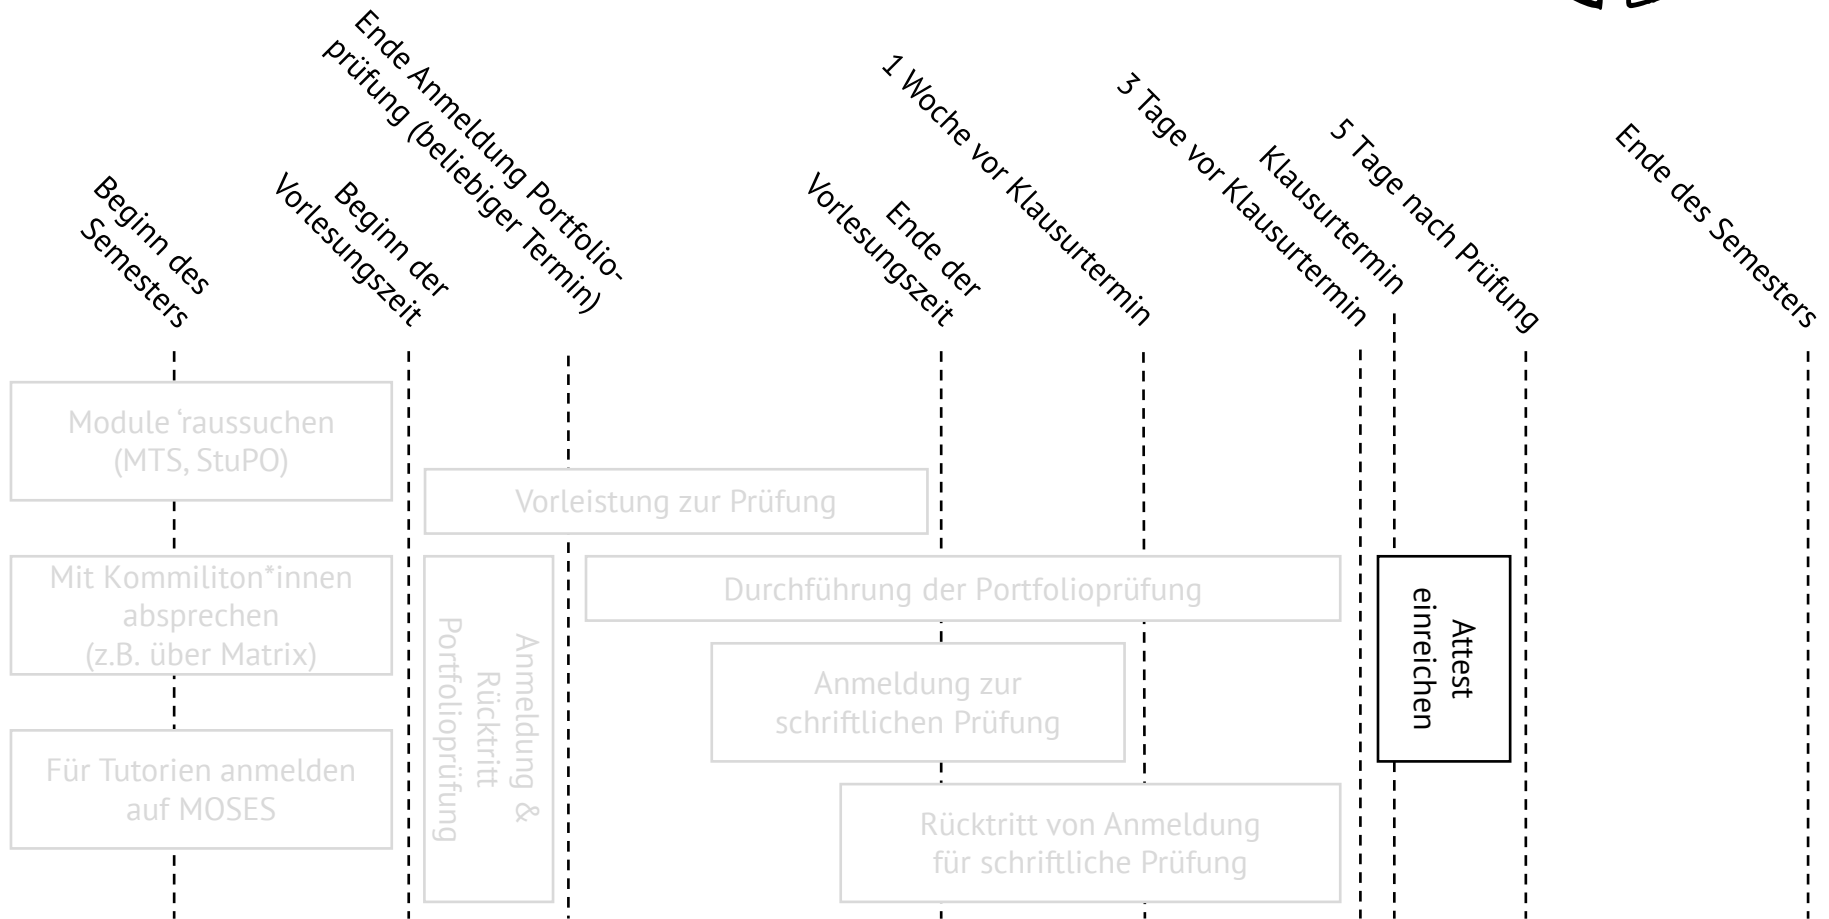 Beginn des
Semesters
Beginn der
Vorlesungszeit
Ende Anmeldung Portfolio-
prüfung (beliebiger Termin)
Ende der
Vorlesungszeit
1 Woche vor Klausurtermin
3 Tage vor Klausurtermin
Klausurtermin
5 Tage nach Prüfung
Ende des Semesters
Module ‘raussuchen
(MTS, StuPO)
Vorleistung zur Prüfung
Mit Kommiliton*innen
absprechen
(z.B. über Matrix)
Anmeldung &
Rücktritt
Portfolioprüfung
Durchführung der Portfolioprüfung
Attest
einreichen
Anmeldung zur
schriftlichen Prüfung
Für Tutorien anmelden
auf MOSES
Rücktritt von Anmeldung
für schriftliche Prüfung